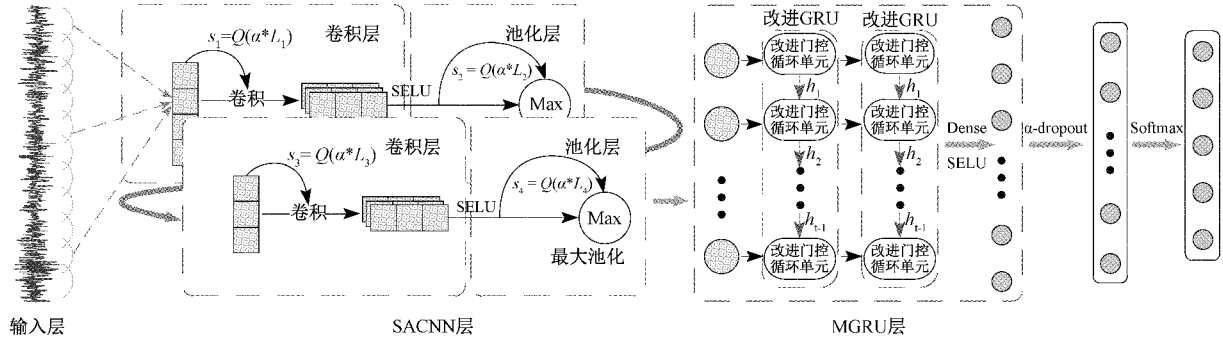 s₁=Q(α*L₁)
卷积层
卷积
SELU
池化层
s₂=Q(α*L₂)
Max
s₃=Q(α*L₃)
卷积层
卷积
SELU
池化层
s₄=Q(α*L₄)
Max
最大池化
改进GRU
改进GRU
改进门控
循环单元
改进门控
循环单元
h₁
h₁
改进门控
循环单元
改进门控
循环单元
h₂
h₂
hₜ₋₁
hₜ₋₁
改进门控
循环单元
改进门控
循环单元
Dense
SELU
α-dropout
Softmax
输入层
SACNN层
MGRU层